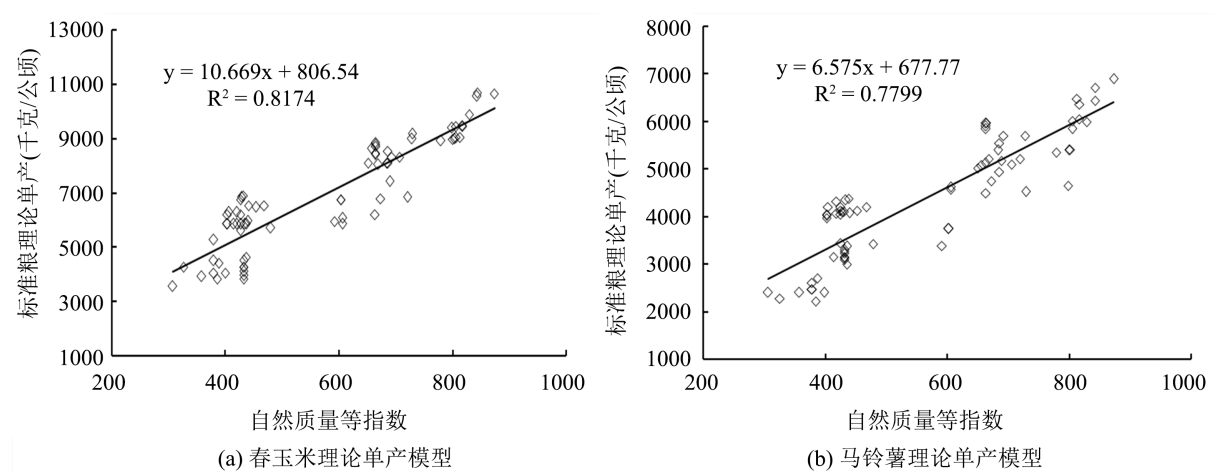 标准粮理论单产(千克/公顷)
13000
11000
9000
7000
5000
3000
1000
y = 10.669x + 806.54
R² = 0.8174
200 400 600 800 1000
自然质量等指数
(a) 春玉米理论单产模型
标准粮理论单产(千克/公顷)
8000
7000
6000
5000
4000
3000
2000
1000
y = 6.575x + 677.77
R² = 0.7799
200 400 600 800 1000
自然质量等指数
(b) 马铃薯理论单产模型